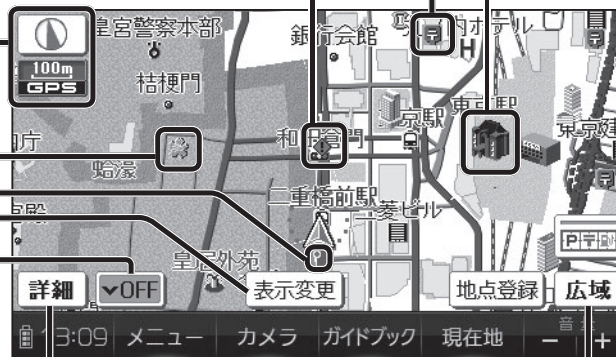 皇宮警察本部
銀行会館
ホテル
H
100m
GPS
桔梗門
東京駅
京駅
和田倉門
庁
東京建
蛤濠
二重橋前駅
三菱ビル
宮殿
皇居外苑
P〒
詳細
OFF
表示変更
地点登録
広域
13:09
メニュー
カメラ
ガイドブック
現在地
音
− +